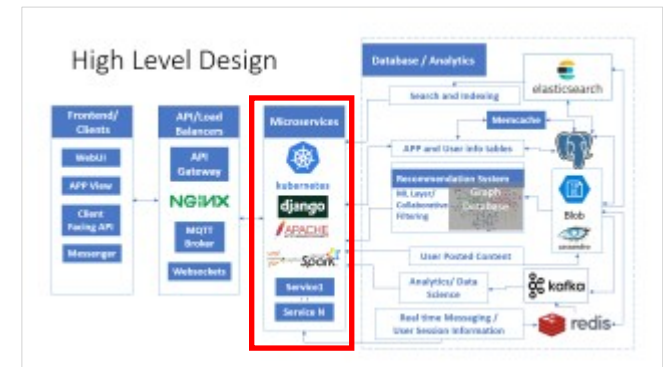 High Level Design
Frontend/
Clients
WebUI
APP View
Client
Facing API
Messenger
API/Load
Balancers
API
Gateway
NGINX
MQTT
Broker
Websockets
Microservices
kubernetes
django
APACHE
Spark
Service1
Service N
Database / Analytics
elasticsearch
Search and Indexing
Memcache
APP and User info tables
Recommendation System
ML Layer/
Collaborative
Filtering
Graph
Database
Blob
cassandra
User Posted Content
Analytics/ Data
Science
kafka
Real time Messaging /
User Session Information
redis